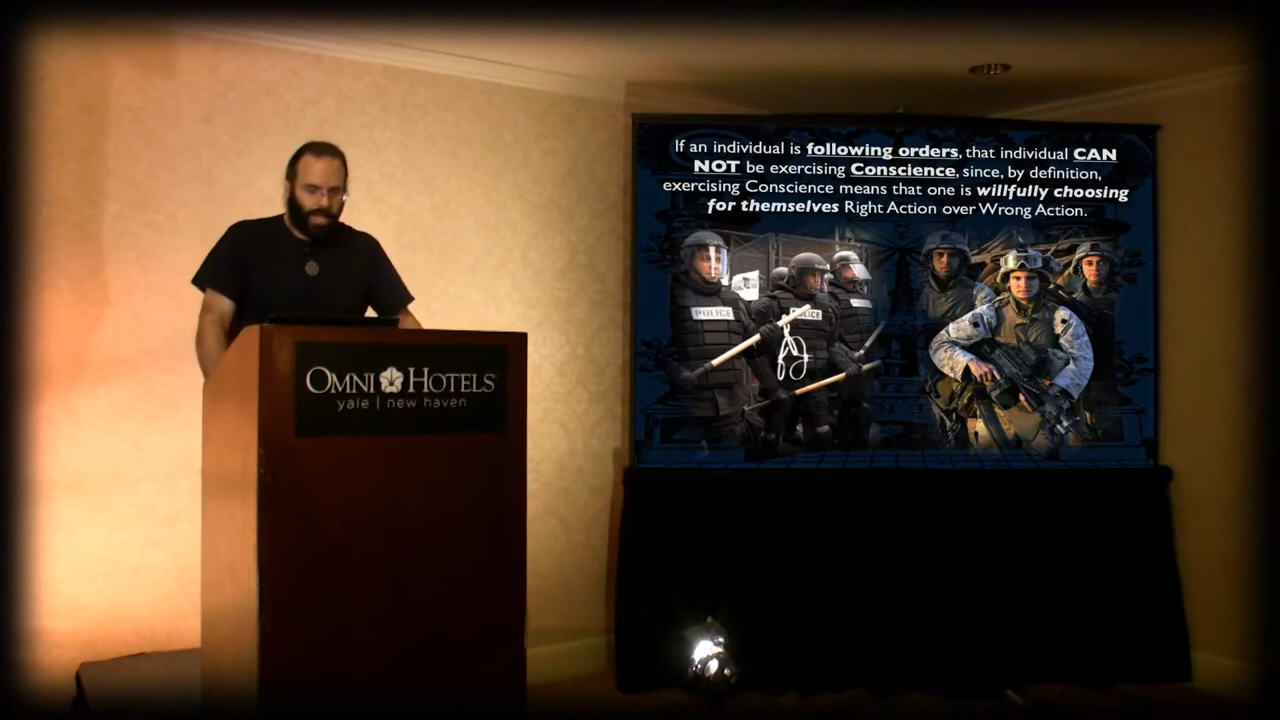 If an individual is following orders, that individual CAN
NOT be exercising Conscience, since, by definition,
exercising Conscience means that one is willfully choosing
for themselves Right Action over Wrong Action.
POLICE
POLICE
OMNI HOTELS
yale | new haven